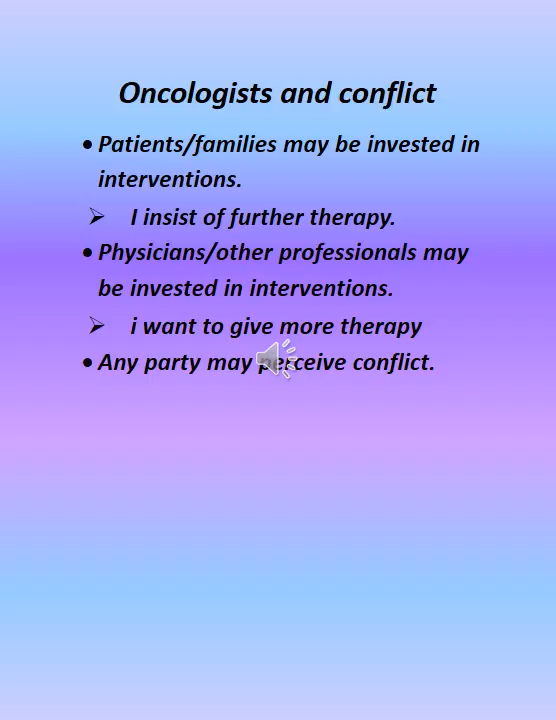 Oncologists and conflict
• Patients/families may be invested in
interventions.
➢ I insist of further therapy.
• Physicians/other professionals may
be invested in interventions.
➢ i want to give more therapy
• Any party may perceive conflict.